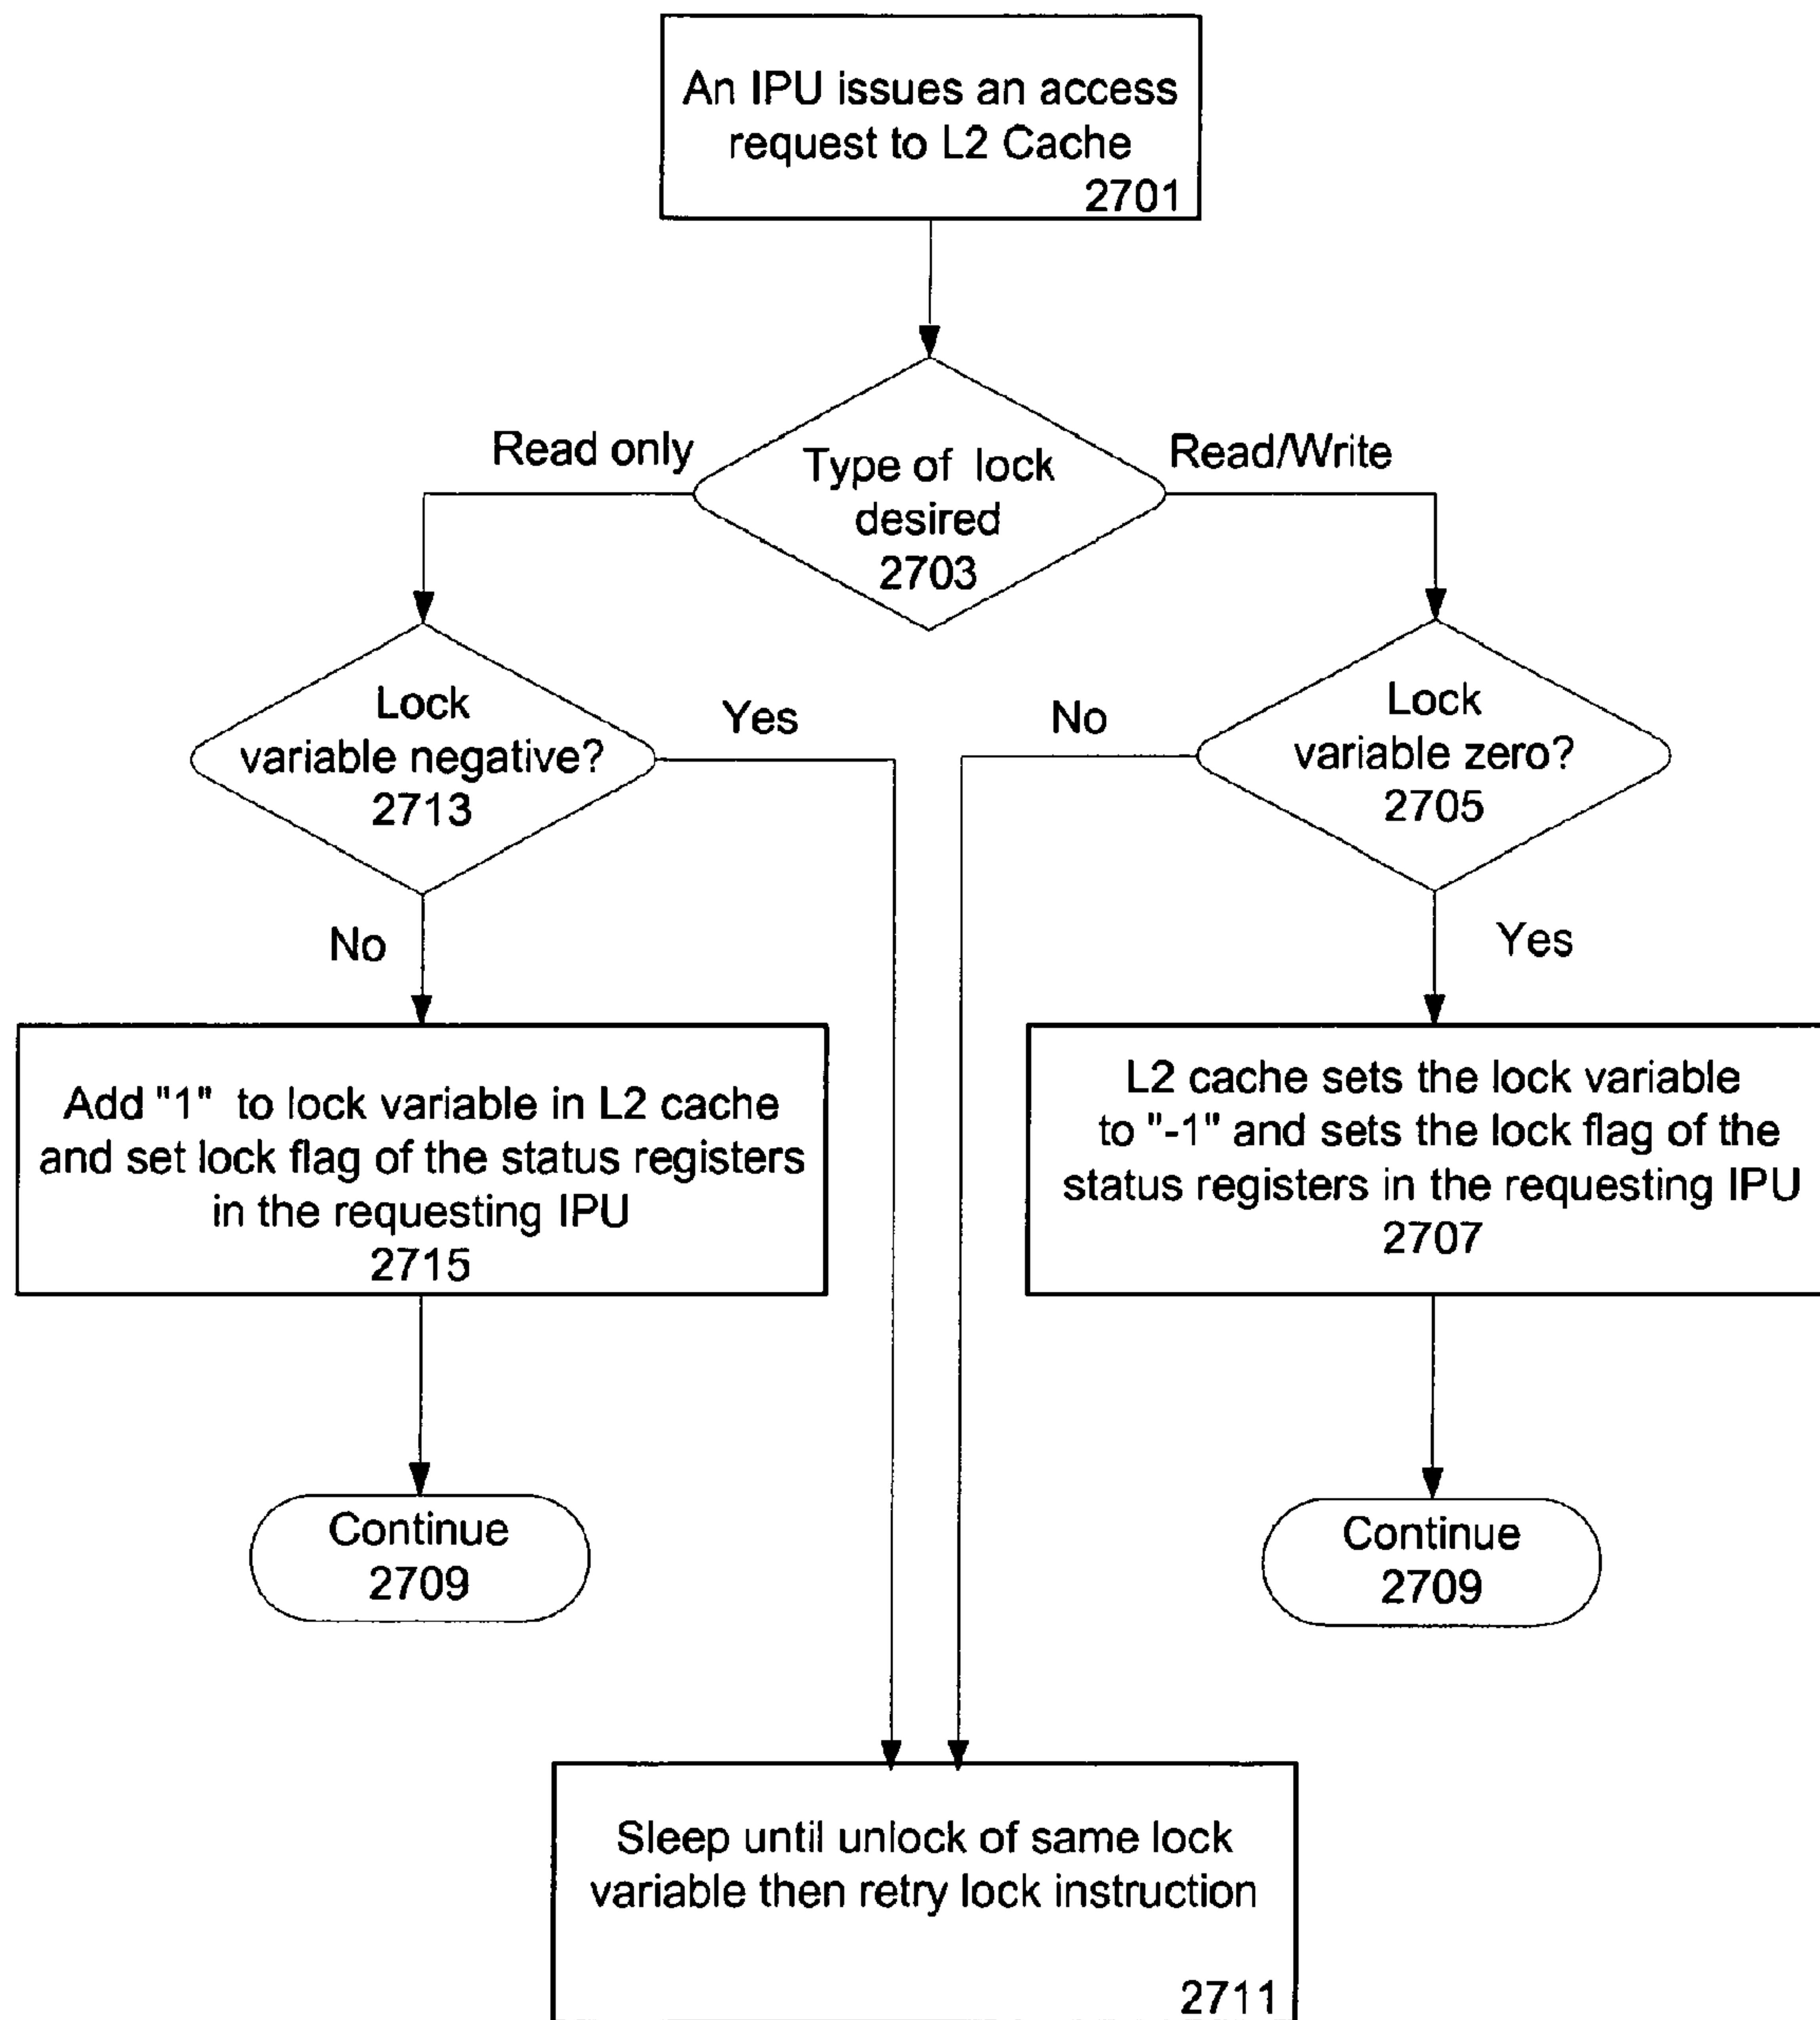 An IPU issues an access
request to L2 Cache
2701
Read only
Type of lock
desired
2703
Read/Write
Lock
variable negative?
2713
Yes
No
Lock
variable zero?
2705
No
Yes
Add "1" to lock variable in L2 cache
and set lock flag of the status registers
in the requesting IPU
2715
L2 cache sets the lock variable
to "-1" and sets the lock flag of the
status registers in the requesting IPU
2707
Continue
2709
Continue
2709
Sleep until unlock of same lock
variable then retry lock instruction
2711